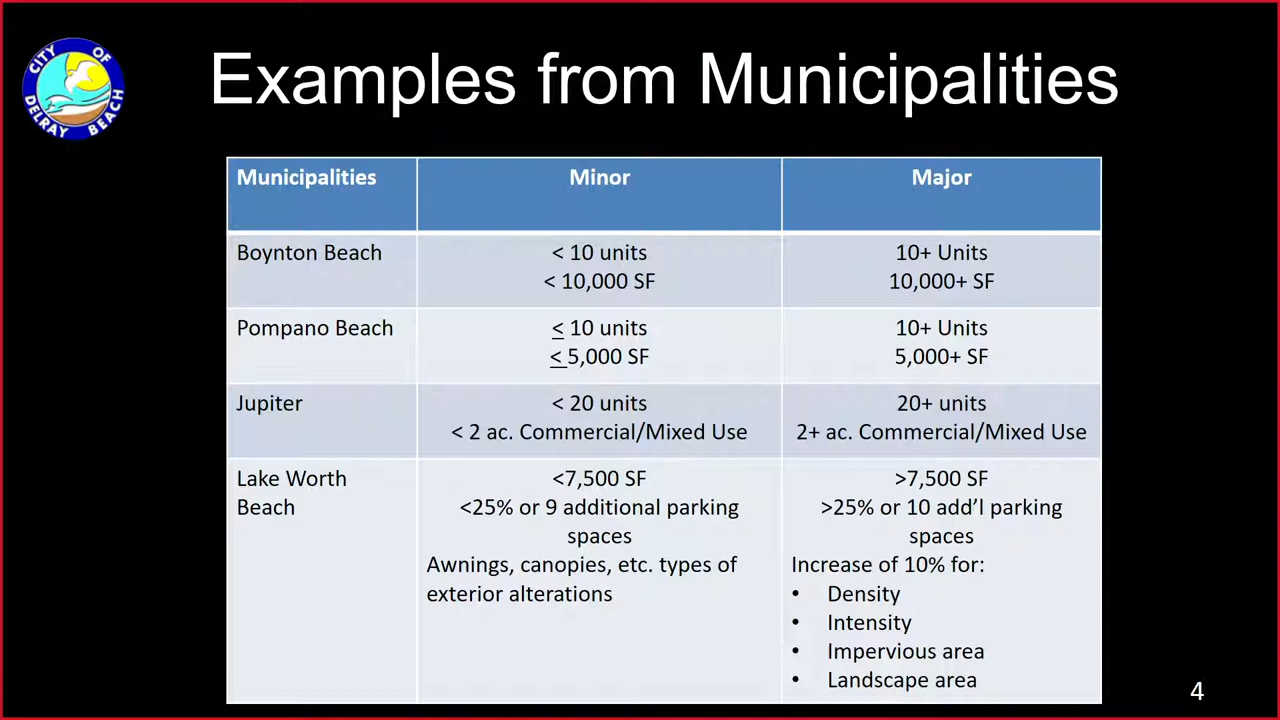 CITY OF
DELRAY BEACH
Examples from Municipalities
Municipalities Minor Major
Boynton Beach < 10 units 10+ Units
< 10,000 SF 10,000+ SF
Pompano Beach ≤ 10 units 10+ Units
≤ 5,000 SF 5,000+ SF
Jupiter < 20 units 20+ units
< 2 ac. Commercial/Mixed Use 2+ ac. Commercial/Mixed Use
Lake Worth <7,500 SF >7,500 SF
Beach <25% or 9 additional parking >25% or 10 add’l parking
spaces spaces
Awnings, canopies, etc. types of Increase of 10% for:
exterior alterations • Density
• Intensity
• Impervious area
• Landscape area
4